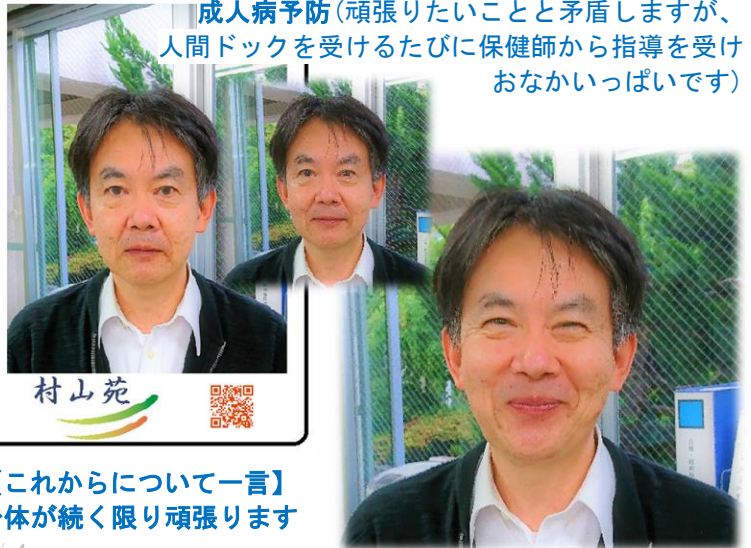 成人病予防(頑張りたいことと矛盾しますが、
人間ドックを受けるたびに保健師から指導を受け
おなかいっぱいです)
村山苑
【これからについて一言】
体が続く限り頑張ります